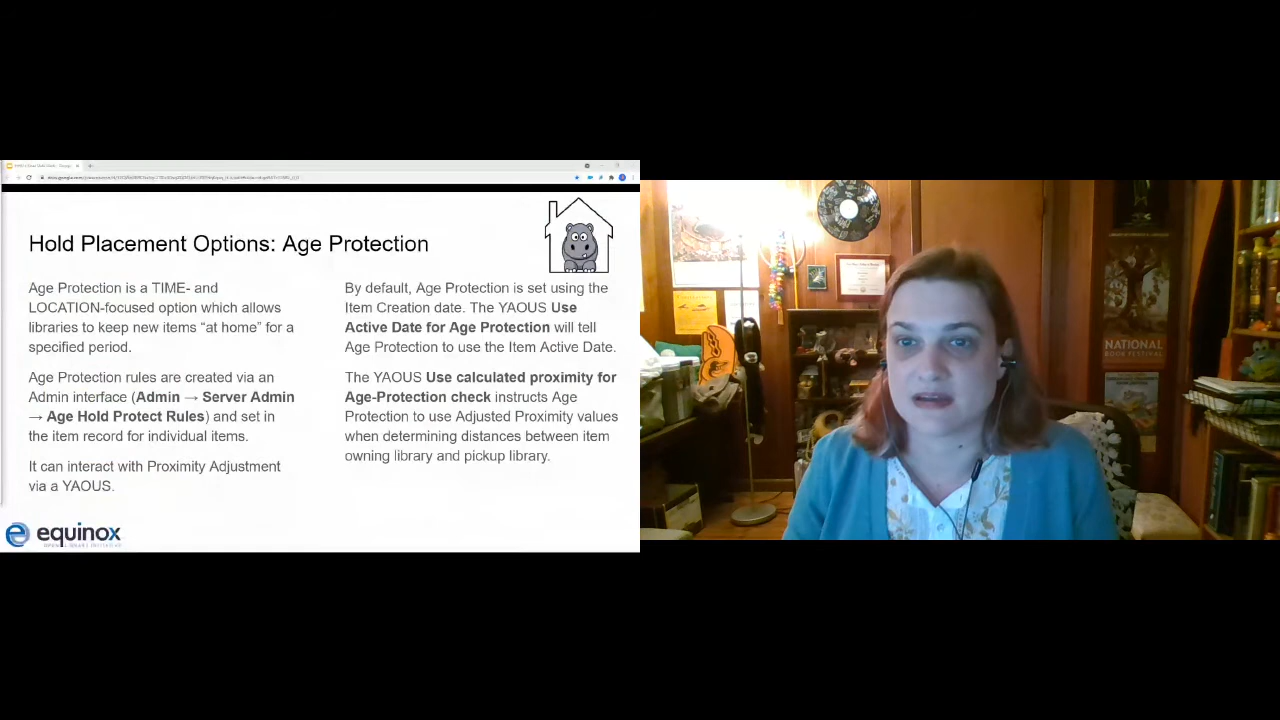 Hold Placement Options: Age Protection
Age Protection is a TIME- and
LOCATION-focused option which allows
libraries to keep new items “at home” for a
specified period.
Age Protection rules are created via an
Admin interface (Admin → Server Admin
→ Age Hold Protect Rules) and set in
the item record for individual items.
It can interact with Proximity Adjustment
via a YAOUS.
By default, Age Protection is set using the
Item Creation date. The YAOUS Use
Active Date for Age Protection will tell
Age Protection to use the Item Active Date.
The YAOUS Use calculated proximity for
Age-Protection check instructs Age
Protection to use Adjusted Proximity values
when determining distances between item
owning library and pickup library.
equinox
NATIONAL
BOOK FESTIVAL